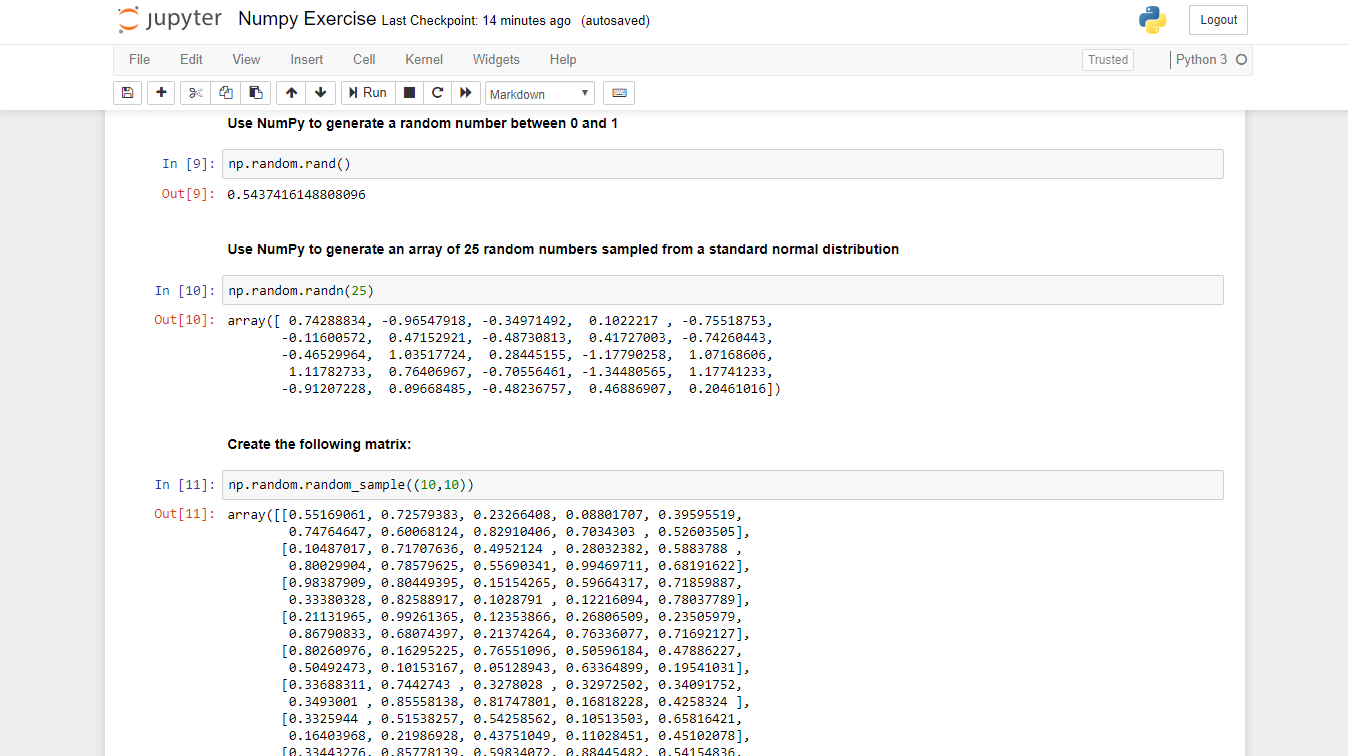 jupyter Numpy Exercise Last Checkpoint: 14 minutes ago (autosaved) Logout
File Edit View Insert Cell Kernel Widgets Help Trusted Python 3
Run Markdown
Use NumPy to generate a random number between 0 and 1
In [9]: np.random.rand()
Out[9]: 0.5437416148808096
Use NumPy to generate an array of 25 random numbers sampled from a standard normal distribution
In [10]: np.random.randn(25)
Out[10]: array([ 0.74288834, -0.96547918, -0.34971492,  0.1022217 , -0.75518753,
-0.11600572,  0.47152921, -0.48730813,  0.41727003, -0.74260443,
-0.46529964,  1.03517724,  0.28445155, -1.17790258,  1.07168606,
1.11782733,  0.76406967, -0.70556461, -1.34480565,  1.17741233,
-0.91207228,  0.09668485, -0.48236757,  0.46886907,  0.20461016])
Create the following matrix:
In [11]: np.random.random_sample((10,10))
Out[11]: array([[0.55169061, 0.72579383, 0.23266408, 0.08801707, 0.39595519,
0.74764647, 0.60068124, 0.82910406, 0.7034303 , 0.52603505],
[0.10487017, 0.71707636, 0.4952124 , 0.28032382, 0.5883788 ,
0.80029904, 0.78579625, 0.55690341, 0.99469711, 0.68191622],
[0.98387909, 0.80449395, 0.15154265, 0.59664317, 0.71859887,
0.33380328, 0.82588917, 0.1028791 , 0.12216094, 0.78037789],
[0.21131965, 0.99261365, 0.12353866, 0.26806509, 0.23505979,
0.86790833, 0.68074397, 0.21374264, 0.76336077, 0.71692127],
[0.80260976, 0.16295225, 0.76551096, 0.50596184, 0.47886227,
0.50492473, 0.10153167, 0.05128943, 0.63364899, 0.19541031],
[0.33688311, 0.7442743 , 0.3278028 , 0.32972502, 0.34091752,
0.3493001 , 0.85558138, 0.81747801, 0.16818228, 0.4258324 ],
[0.3325944 , 0.51538257, 0.54258562, 0.10513503, 0.65816421,
0.16403968, 0.21986928, 0.43751049, 0.11028451, 0.45102078],
[0.33443276, 0.85778139, 0.59834072, 0.88445482, 0.54154836,